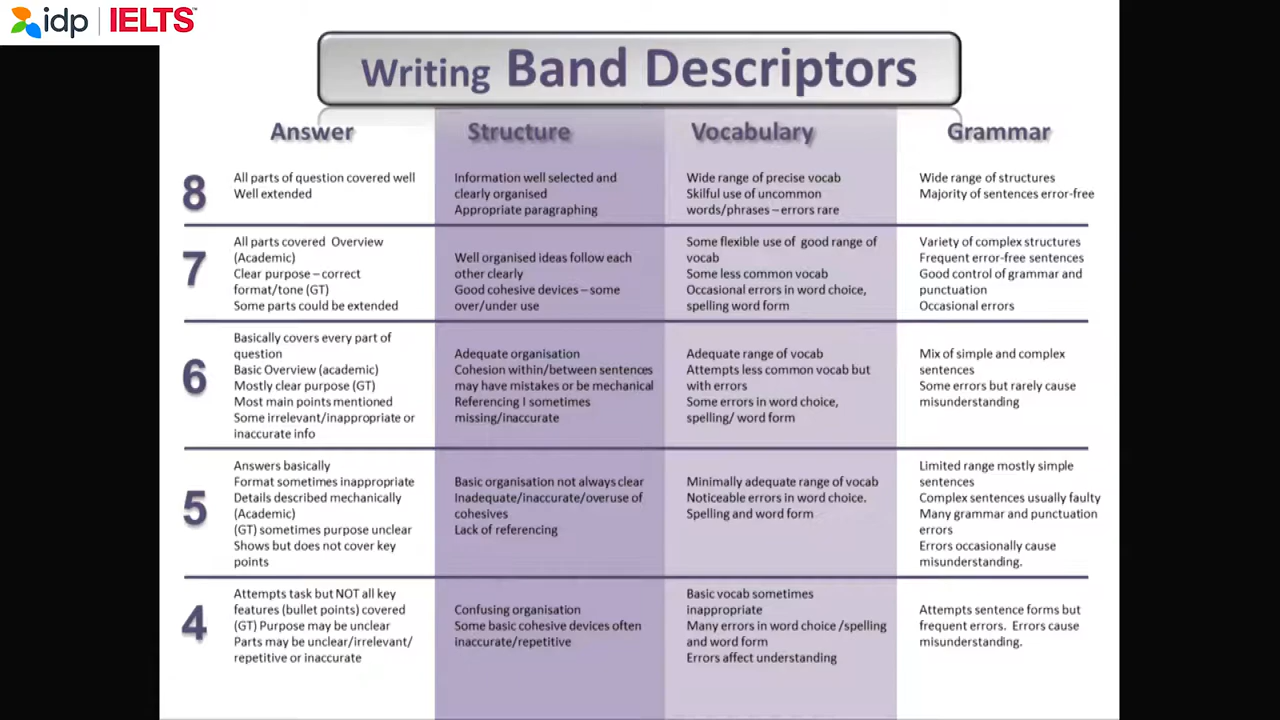 idp | IELTS™
Writing Band Descriptors
Answer
Structure
Vocabulary
Grammar
8
All parts of question covered well
Well extended
Information well selected and
clearly organised
Appropriate paragraphing
Wide range of precise vocab
Skilful use of uncommon
words/phrases – errors rare
Wide range of structures
Majority of sentences error-free
7
All parts covered Overview
(Academic)
Clear purpose – correct
format/tone (GT)
Some parts could be extended
Well organised ideas follow each
other clearly
Good cohesive devices – some
over/under use
Some flexible use of good range of
vocab
Some less common vocab
Occasional errors in word choice,
spelling word form
Variety of complex structures
Frequent error-free sentences
Good control of grammar and
punctuation
Occasional errors
6
Basically covers every part of
question
Basic Overview (academic)
Mostly clear purpose (GT)
Most main points mentioned
Some irrelevant/inappropriate or
inaccurate info
Adequate organisation
Cohesion within/between sentences
may have mistakes or be mechanical
Referencing I sometimes
missing/inaccurate
Adequate range of vocab
Attempts less common vocab but
with errors
Some errors in word choice,
spelling/ word form
Mix of simple and complex
sentences
Some errors but rarely cause
misunderstanding
5
Answers basically
Format sometimes inappropriate
Details described mechanically
(Academic)
(GT) sometimes purpose unclear
Shows but does not cover key
points
Basic organisation not always clear
Inadequate/inaccurate/overuse of
cohesives
Lack of referencing
Minimally adequate range of vocab
Noticeable errors in word choice.
Spelling and word form
Limited range mostly simple
sentences
Complex sentences usually faulty
Many grammar and punctuation
errors
Errors occasionally cause
misunderstanding.
4
Attempts task but NOT all key
features (bullet points) covered
(GT) Purpose may be unclear
Parts may be unclear/irrelevant/
repetitive or inaccurate
Confusing organisation
Some basic cohesive devices often
inaccurate/repetitive
Basic vocab sometimes
inappropriate
Many errors in word choice /spelling
and word form
Errors affect understanding
Attempts sentence forms but
frequent errors. Errors cause
misunderstanding.